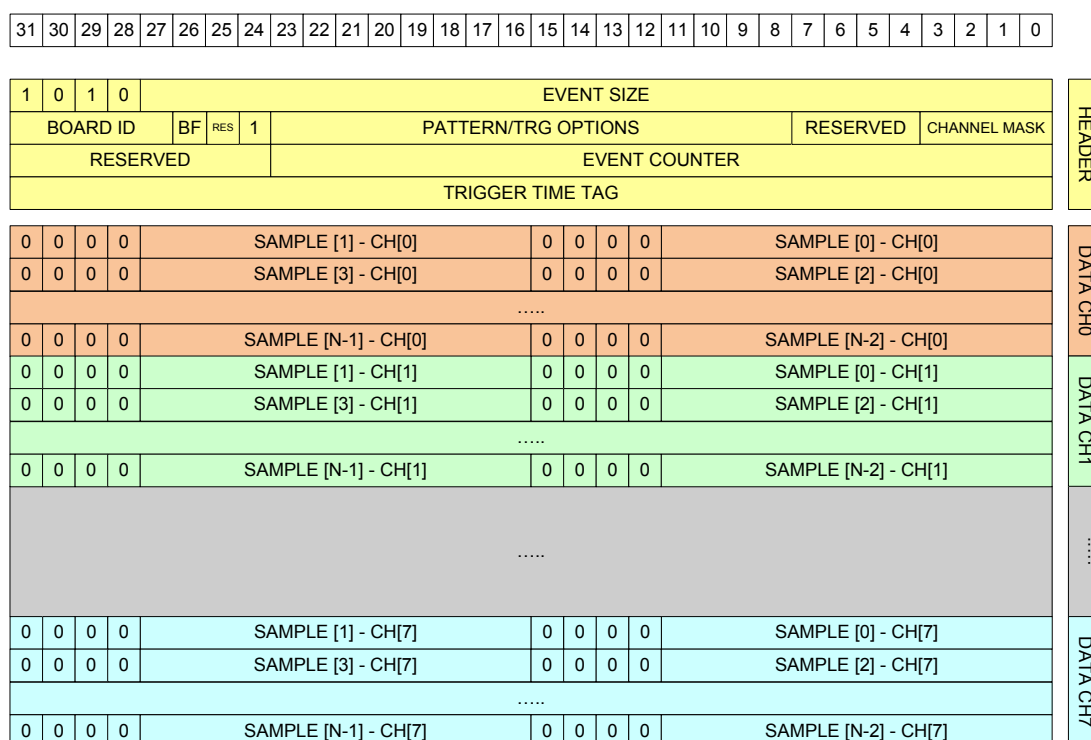 31 30 29 28 27 26 25 24 23 22 21 20 19 18 17 16 15 14 13 12 11 10 9 8 7 6 5 4 3 2 1 0
1 0 1 0 EVENT SIZE
BOARD ID BF RES 1 PATTERN/TRG OPTIONS RESERVED CHANNEL MASK
RESERVED EVENT COUNTER
TRIGGER TIME TAG
HEADER
0 0 0 0 SAMPLE [1] - CH[0] 0 0 0 0 SAMPLE [0] - CH[0]
0 0 0 0 SAMPLE [3] - CH[0] 0 0 0 0 SAMPLE [2] - CH[0]
…..
0 0 0 0 SAMPLE [N-1] - CH[0] 0 0 0 0 SAMPLE [N-2] - CH[0]
DATA CH0
0 0 0 0 SAMPLE [1] - CH[1] 0 0 0 0 SAMPLE [0] - CH[1]
0 0 0 0 SAMPLE [3] - CH[1] 0 0 0 0 SAMPLE [2] - CH[1]
…..
0 0 0 0 SAMPLE [N-1] - CH[1] 0 0 0 0 SAMPLE [N-2] - CH[1]
DATA CH1
…..
…..
0 0 0 0 SAMPLE [1] - CH[7] 0 0 0 0 SAMPLE [0] - CH[7]
0 0 0 0 SAMPLE [3] - CH[7] 0 0 0 0 SAMPLE [2] - CH[7]
…..
0 0 0 0 SAMPLE [N-1] - CH[7] 0 0 0 0 SAMPLE [N-2] - CH[7]
DATA CH7